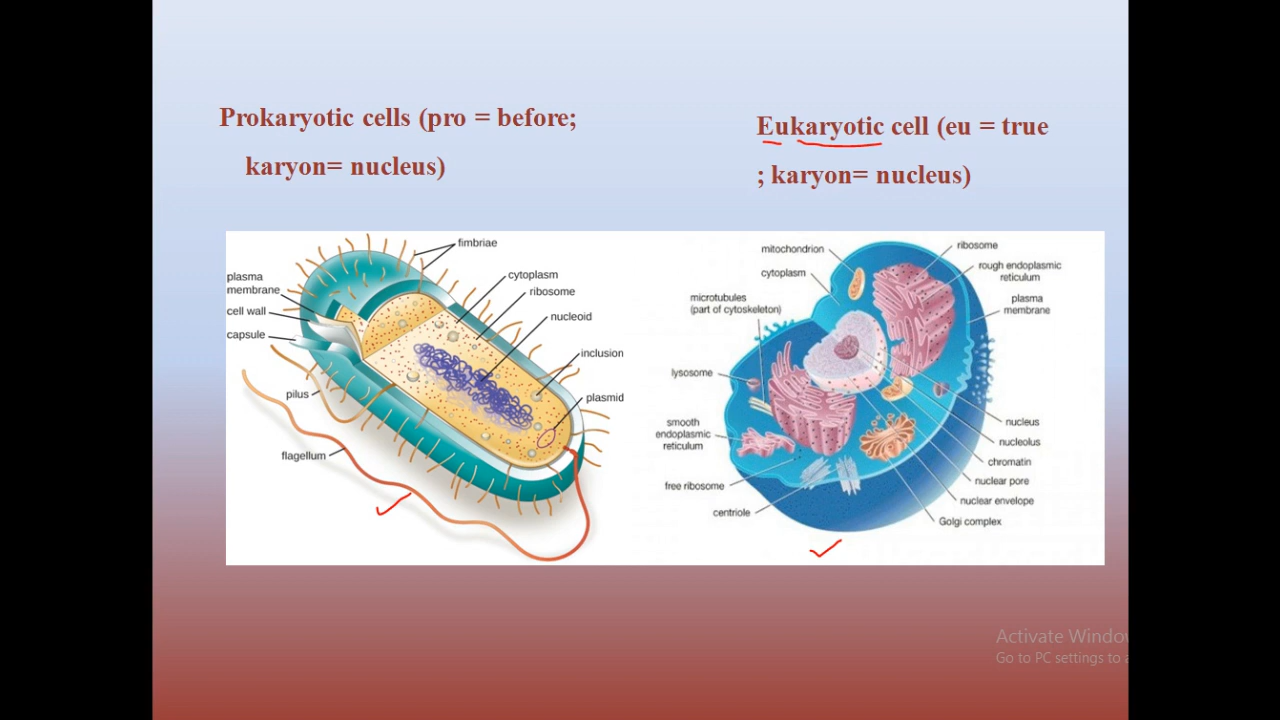 Prokaryotic cells (pro = before;
karyon= nucleus)
Eukaryotic cell (eu = true
; karyon= nucleus)
fimbriae
plasma
membrane
cytoplasm
ribosome
cell wall
nucleoid
capsule
inclusion
pilus
plasmid
flagellum
mitochondrion
ribosome
cytoplasm
rough endoplasmic
reticulum
microtubules
(part of cytoskeleton)
plasma
membrane
lysosome
smooth
endoplasmic
reticulum
nucleus
nucleolus
chromatin
free ribosome
nuclear pore
nuclear envelope
centriole
Golgi complex
Activate Windo
Go to PC settings to a